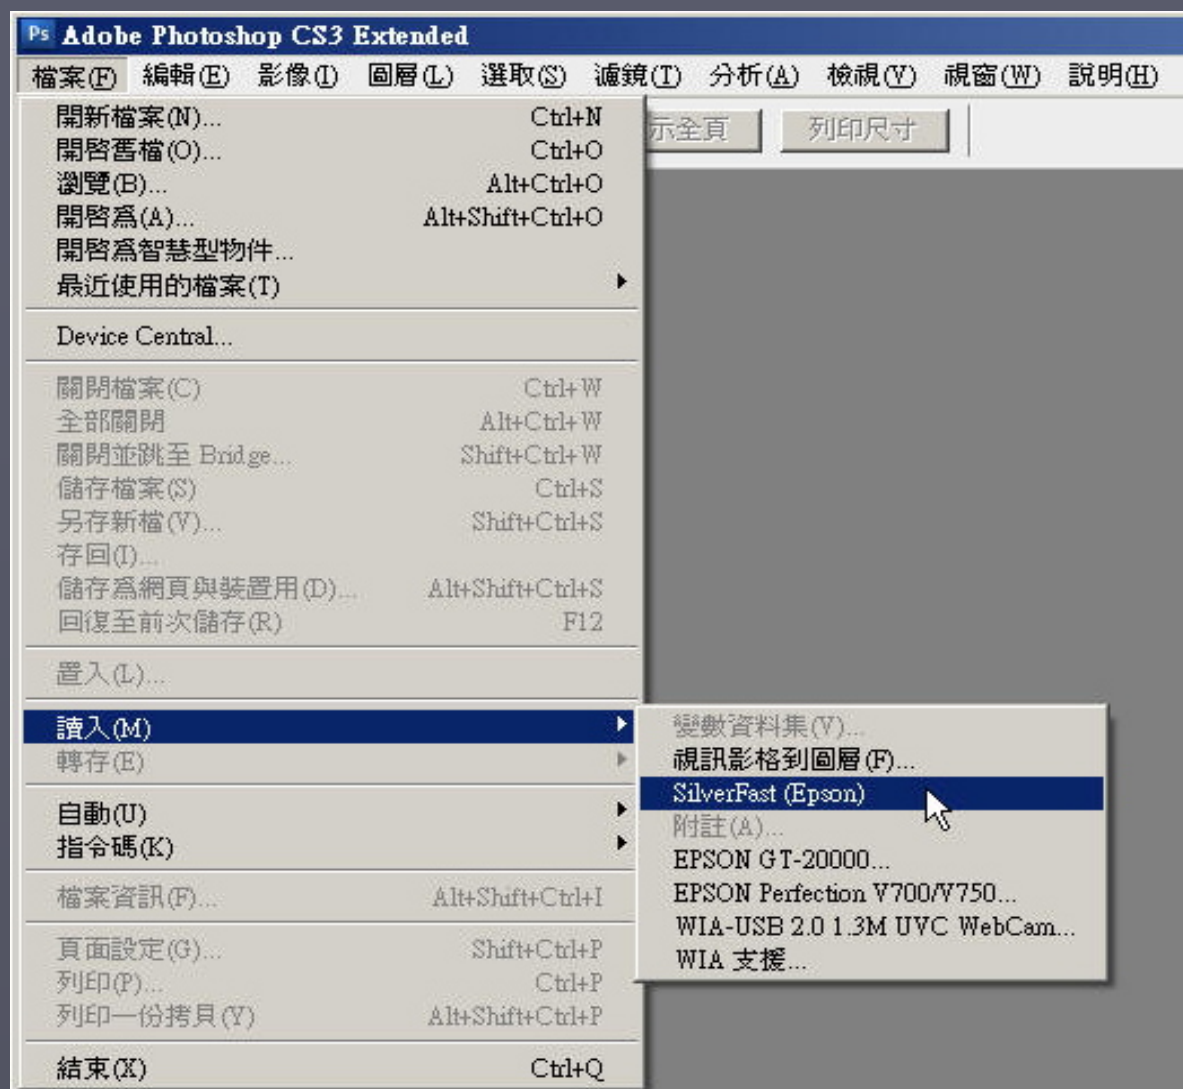 Ps Adobe Photoshop CS3 Extended
檔案(F) 編輯(E) 影像(I) 圖層(L) 選取(S) 濾鏡(T) 分析(A) 檢視(V) 視窗(W) 說明(H)
示全頁 列印尺寸
開新檔案(N)... Ctrl+N
開啓舊檔(O)... Ctrl+O
瀏覽(B)... Alt+Ctrl+O
開啓爲(A)... Alt+Shift+Ctrl+O
開啓爲智慧型物件...
最近使用的檔案(T)
Device Central...
關閉檔案(C) Ctrl+W
全部關閉 Alt+Ctrl+W
關閉並跳至 Bridge... Shift+Ctrl+W
儲存檔案(S) Ctrl+S
另存新檔(V)... Shift+Ctrl+S
存回(I)...
儲存爲網頁與裝置用(D)... Alt+Shift+Ctrl+S
回復至前次儲存(R) F12
置入(L)...
讀入(M)
轉存(E)
自動(U)
指令碼(K)
檔案資訊(F)... Alt+Shift+Ctrl+I
頁面設定(G)... Shift+Ctrl+P
列印(P)... Ctrl+P
列印一份拷貝(Y) Alt+Shift+Ctrl+P
結束(X) Ctrl+Q
變數資料集(V)...
視訊影格到圖層(F)...
SilverFast (Epson)
附註(A)...
EPSON GT-20000...
EPSON Perfection V700/V750...
WIA-USB 2.0 1.3M UVC WebCam...
WIA 支援...